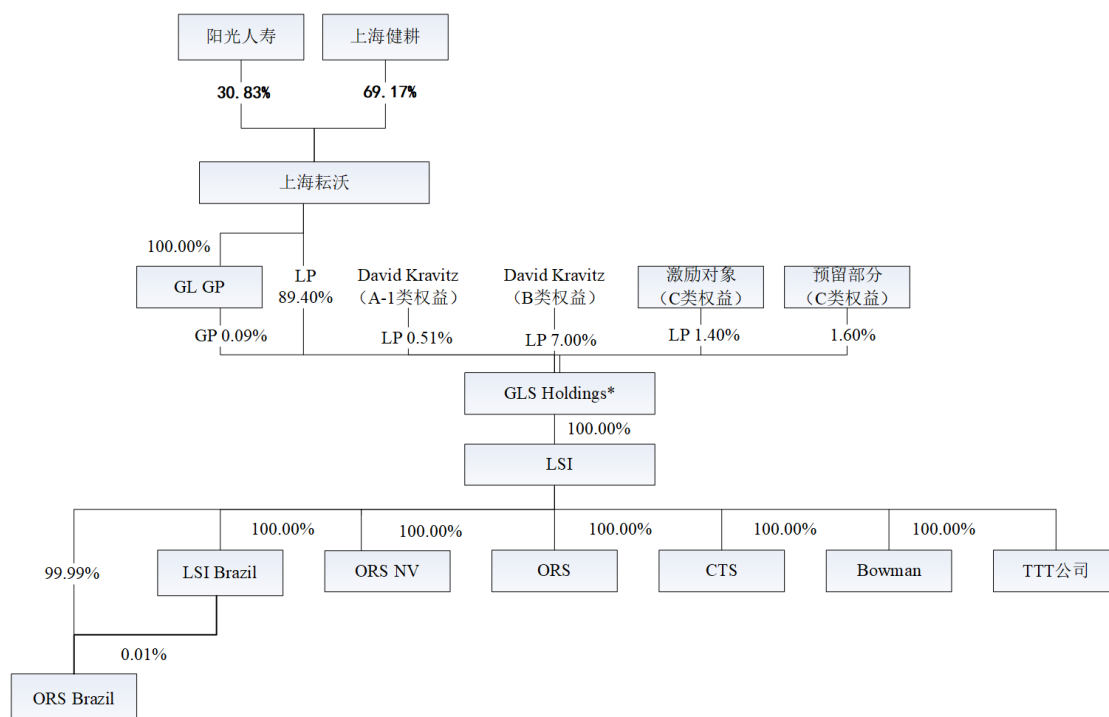 阳光人寿
上海健耕
30.83%
69.17%
上海耘沃
100.00%
GL GP
LP
89.40%
David Kravitz
（A-1类权益）
David Kravitz
（B类权益）
激励对象
（C类权益）
预留部分
（C类权益）
GP 0.09%
LP 0.51%
LP 7.00%
LP 1.40%
1.60%
GLS Holdings*
100.00%
LSI
100.00%
100.00%
100.00%
100.00%
100.00%
99.99%
LSI Brazil
ORS NV
ORS
CTS
Bowman
TTT公司
0.01%
ORS Brazil